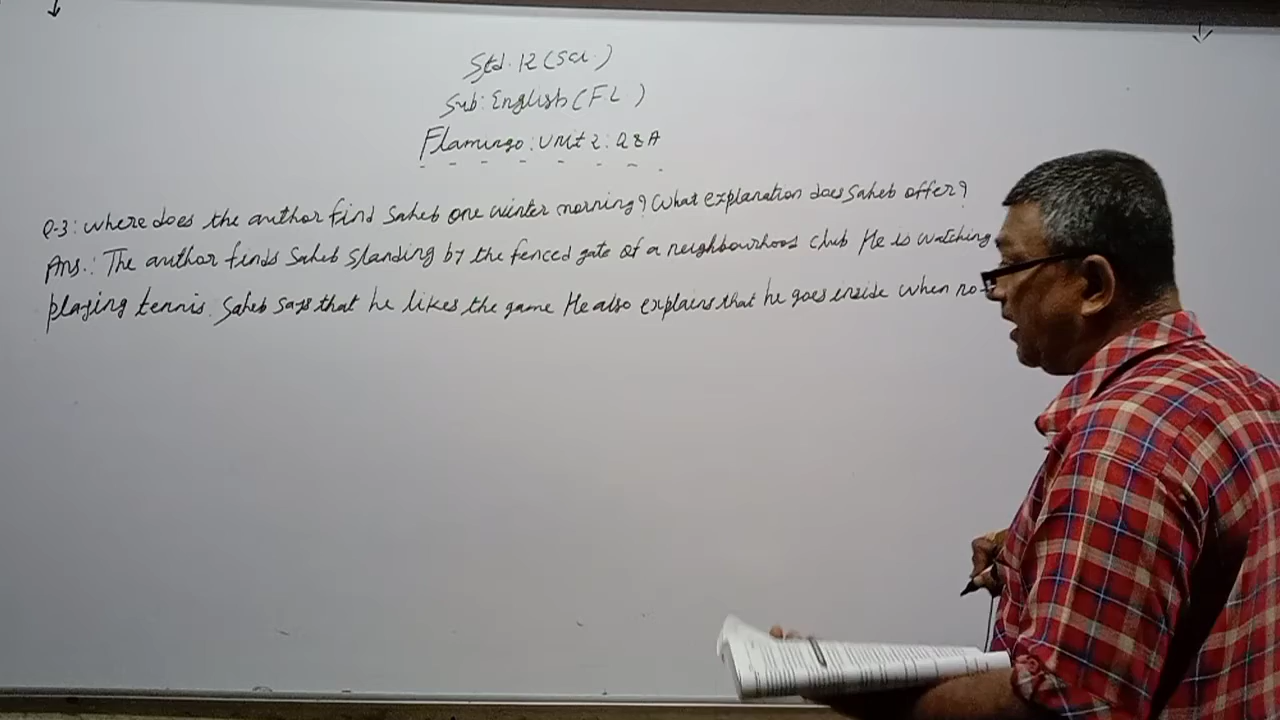 Std. 12 (Sci.)
Sub: English (F.L)
Flamingo: Unit 2: Q&A
Q-3: Where does the author find Saheb one winter morning? What explanation does Saheb offer?
Ans.: The author finds Saheb standing by the fenced gate of a neighbourhood club He is watching
playing tennis. Saheb says that he likes the game He also explains that he goes inside when no